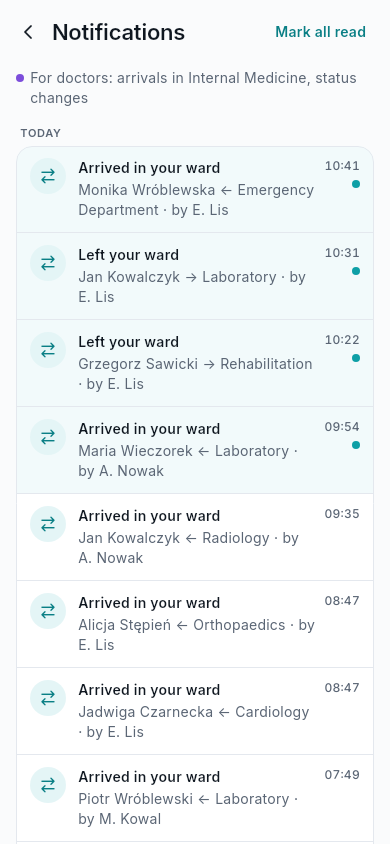 Notifications
Mark all read
For doctors: arrivals in Internal Medicine, status
changes
TODAY
Arrived in your ward
10:41
Monika Wróblewska ← Emergency
Department · by E. Lis
Left your ward
10:31
Jan Kowalczyk → Laboratory · by
E. Lis
Left your ward
10:22
Grzegorz Sawicki → Rehabilitation
· by E. Lis
Arrived in your ward
09:54
Maria Wieczorek ← Laboratory ·
by A. Nowak
Arrived in your ward
09:35
Jan Kowalczyk ← Radiology · by
A. Nowak
Arrived in your ward
08:47
Alicja Stępień ← Orthopaedics · by
E. Lis
Arrived in your ward
08:47
Jadwiga Czarnecka ← Cardiology
· by E. Lis
Arrived in your ward
07:49
Piotr Wróblewski ← Laboratory ·
by M. Kowal